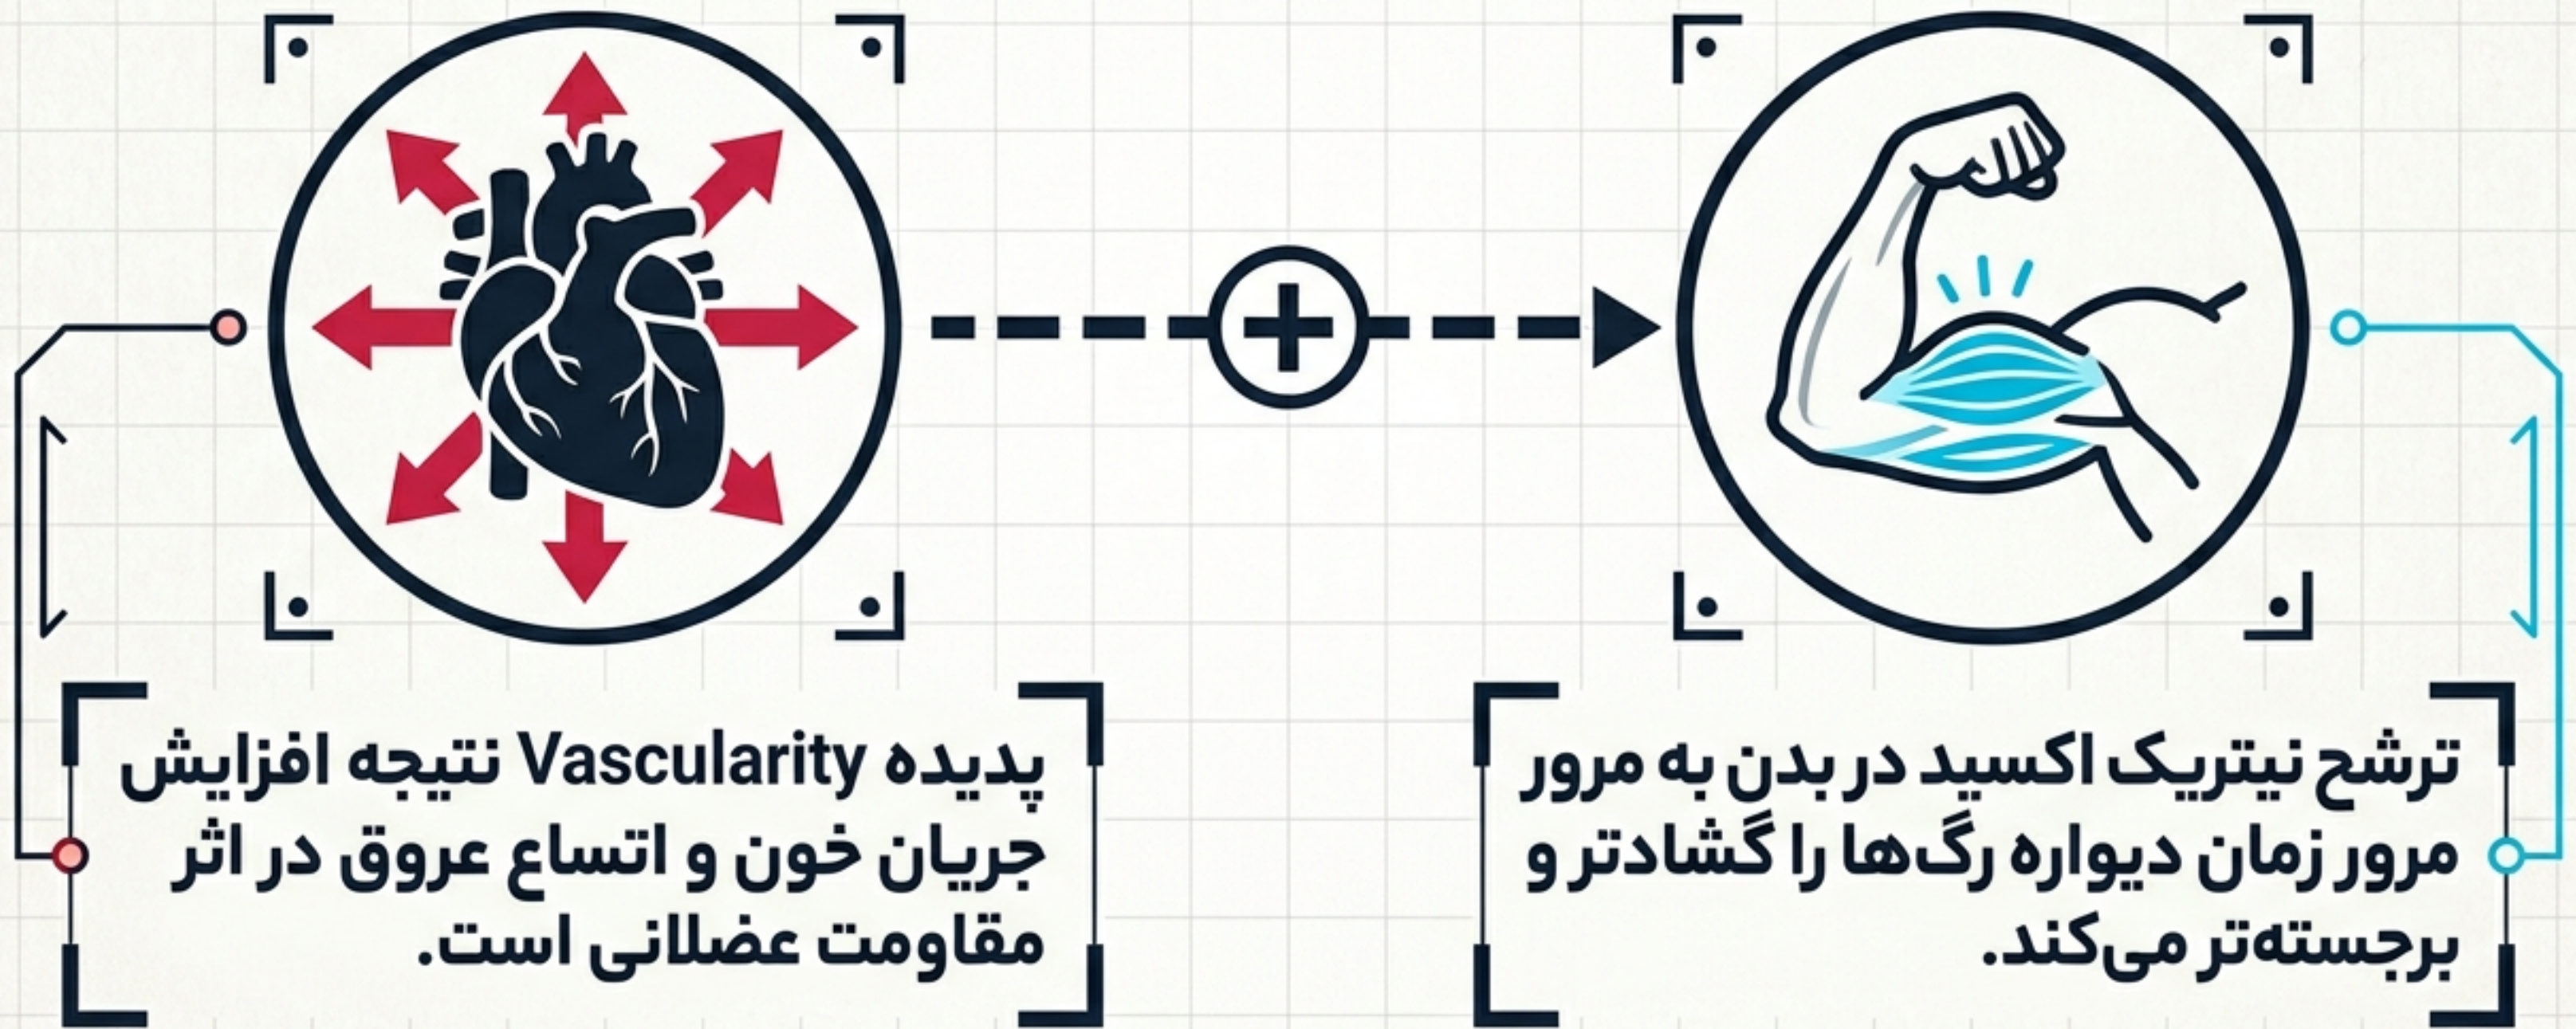 ترشح نیتریک اکسید در بدن به مرور
مرور زمان دیواره رگ‌ها را گشادتر و
برجسته‌تر می‌کند.
پدیده Vascularity نتیجه افزایش
جریان خون و اتساع عروق در اثر
مقاومت عضلانی است.